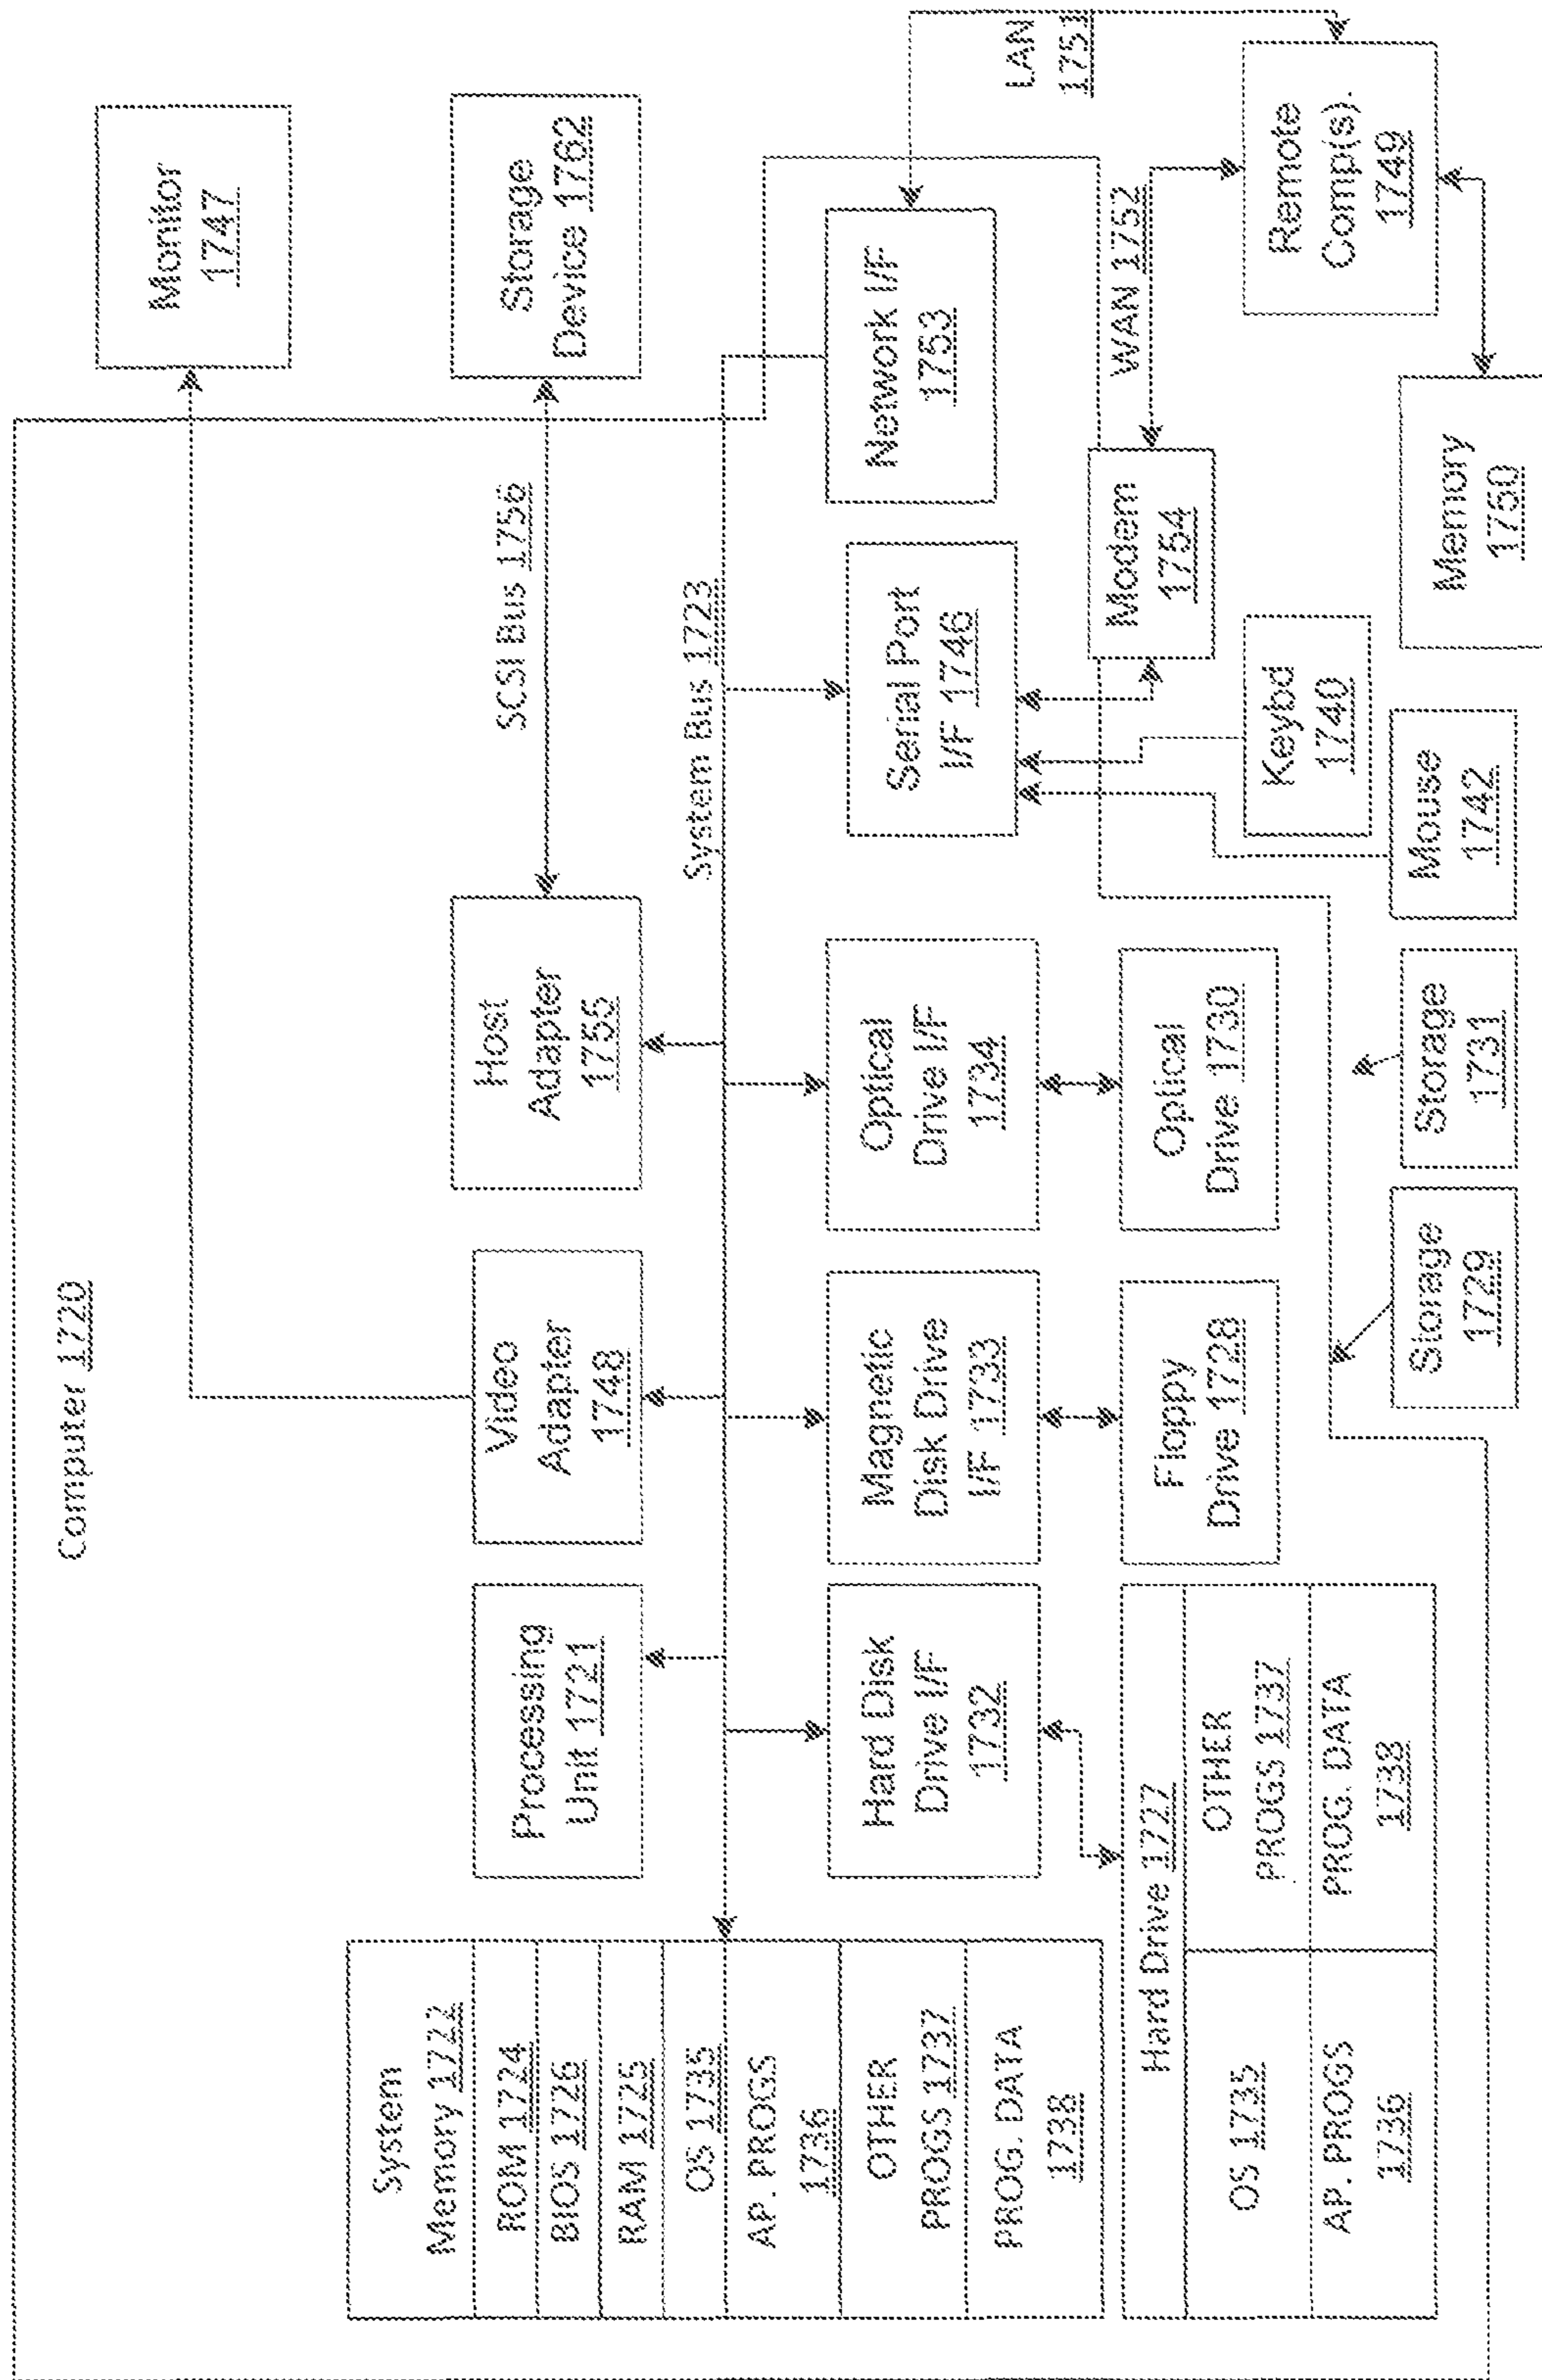 Computer 1720
Monitor
1747
System
Memory 1722
ROM 1724
BIOS 1726
RAM 1725
OS 1735
AP. PROGS
1736
OTHER
PROGS 1737
PROG. DATA
1738
Processing
Unit 1721
Video
Adapter
1748
Host
Adapter
1755
SCSI Bus 1756
Storage
Device 1762
System Bus 1723
Hard Disk
Drive I/F
1732
Magnetic
Disk Drive
I/F 1733
Optical
Drive I/F
1734
Serial Port
I/F 1746
Network I/F
1753
LAN
1751
Hard Drive 1727
OS 1735
OTHER
PROGS 1737
AP. PROGS
1736
PROG. DATA
1738
Floppy
Drive 1728
Optical
Drive 1730
Modem
1754
WAN 1752
Remote
Comp(s).
1749
Keybd
1740
Storage
1729
Storage
1731
Mouse
1742
Memory
1750